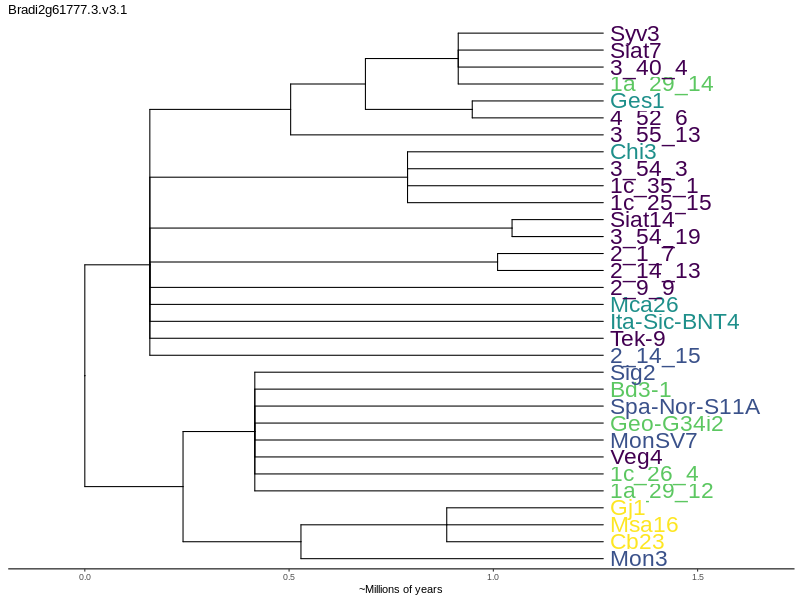 Bradi2g61777.3.v3.1
Syv3
Siat7
3_40_4
1a_29_14
Ges1
4_52_6
3_55_13
Chi3
3_54_3
1c_35_1
1c_25_15
Siat14
3_54_19
2_1_7
2_14_13
2_9_9
Mca26
Ita-Sic-BNT4
Tek-9
2_14_15
Sig2
Bd3-1
Spa-Nor-S11A
Geo-G34i2
MonSV7
Veg4
1c_26_4
1a_29_12
Gj1
Msa16
Cb23
Mon3
0.0 0.5 1.0 1.5
~Millions of years